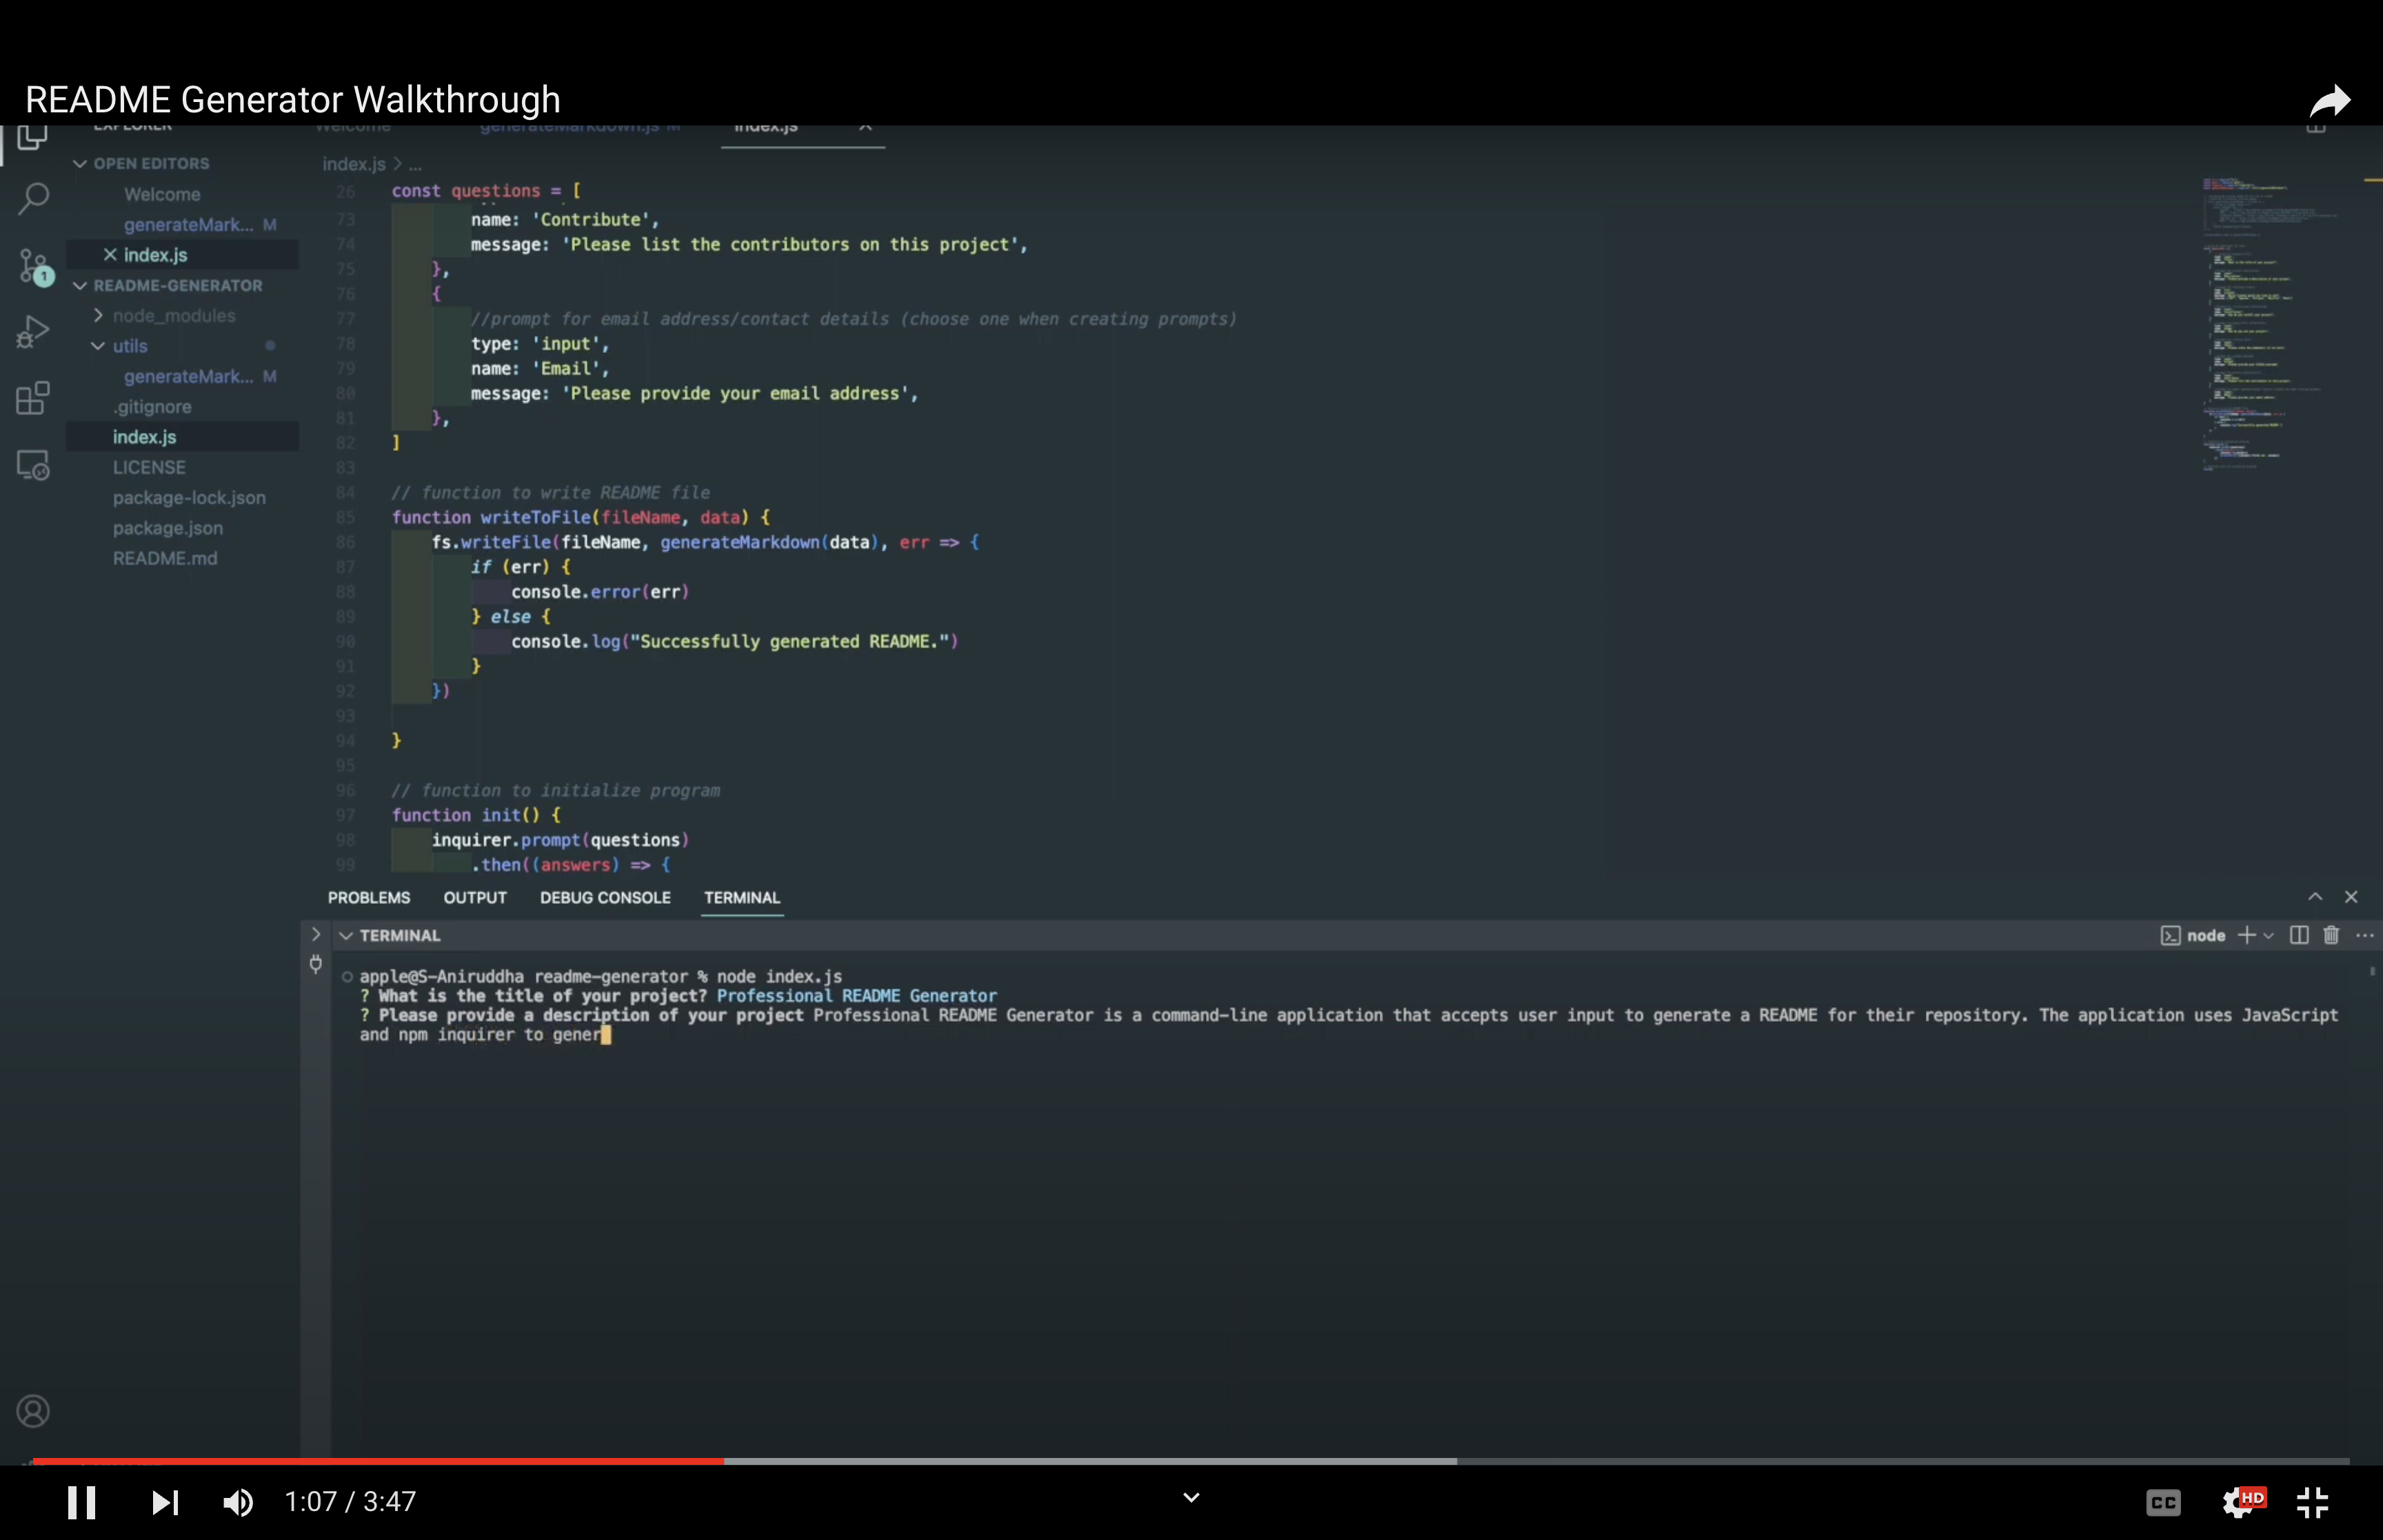 README Generator Walkthrough
EXPLORER
Welcome
generateMarkdown.js M
index.js
OPEN EDITORS
Welcome
generateMark... M
index.js
README-GENERATOR
node_modules
utils
generateMark... M
.gitignore
index.js
LICENSE
package-lock.json
package.json
README.md
1
index.js > ...
26 const questions = [
73 name: 'Contribute',
74 message: 'Please list the contributors on this project',
75 },
76 {
77 //prompt for email address/contact details (choose one when creating prompts)
78 type: 'input',
79 name: 'Email',
80 message: 'Please provide your email address',
81 },
82 ]
83
84 // function to write README file
85 function writeToFile(fileName, data) {
86 fs.writeFile(fileName, generateMarkdown(data), err => {
87 if (err) {
88 console.error(err)
89 } else {
90 console.log("Successfully generated README.")
91 }
92 })
93
94 }
95
96 // function to initialize program
97 function init() {
98 inquirer.prompt(questions)
99 .then((answers) => {
PROBLEMS OUTPUT DEBUG CONSOLE TERMINAL
TERMINAL
node
apple@S-Aniruddha readme-generator % node index.js
? What is the title of your project? Professional README Generator
? Please provide a description of your project Professional README Generator is a command-line application that accepts user input to generate a README for their repository. The application uses JavaScript
and npm inquirer to gener
1:07 / 3:47
CC
HD